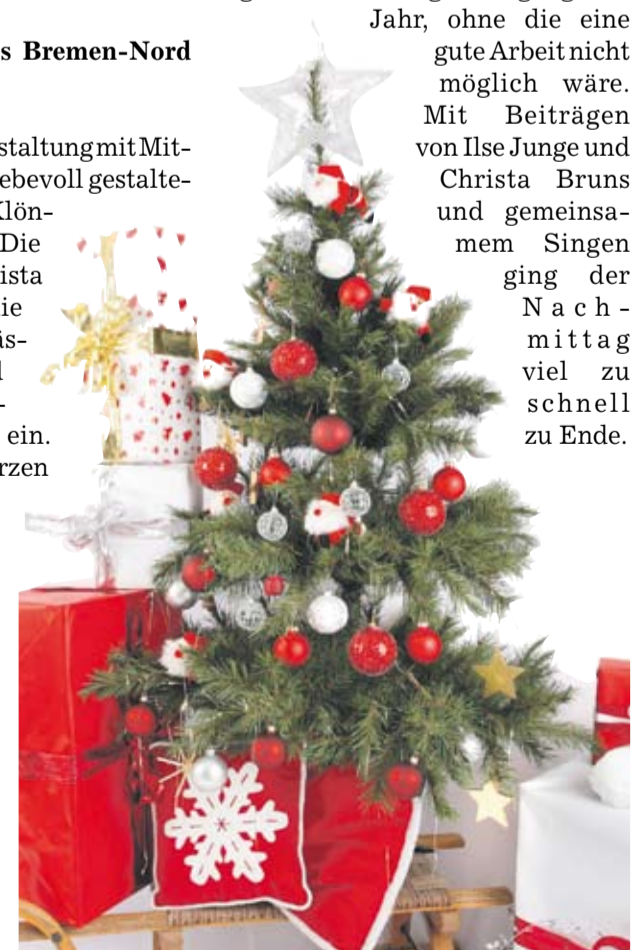 s Bremen-Nord
staltung mit Mit-
ebevoll gestalte-
Klön-
Die
ista
ie
äs-
-
ein.
rzen
Jahr, ohne die eine
gute Arbeit nicht
möglich wäre.
Mit Beiträgen
von Ilse Junge und
Christa Bruns
und gemeinsa-
mem Singen
ging der
Nach-
mittag
viel zu
schnell
zu Ende.